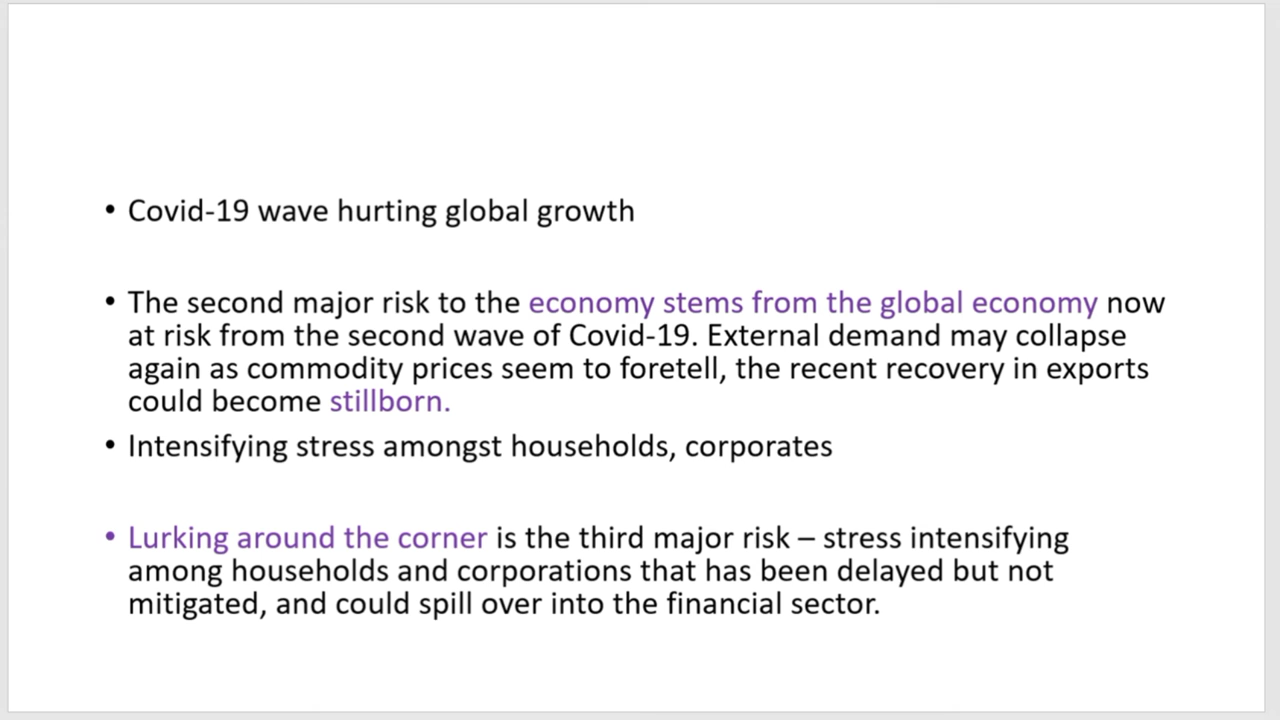 • Covid-19 wave hurting global growth
• The second major risk to the economy stems from the global economy now
at risk from the second wave of Covid-19. External demand may collapse
again as commodity prices seem to foretell, the recent recovery in exports
could become stillborn.
• Intensifying stress amongst households, corporates
• Lurking around the corner is the third major risk – stress intensifying
among households and corporations that has been delayed but not
mitigated, and could spill over into the financial sector.